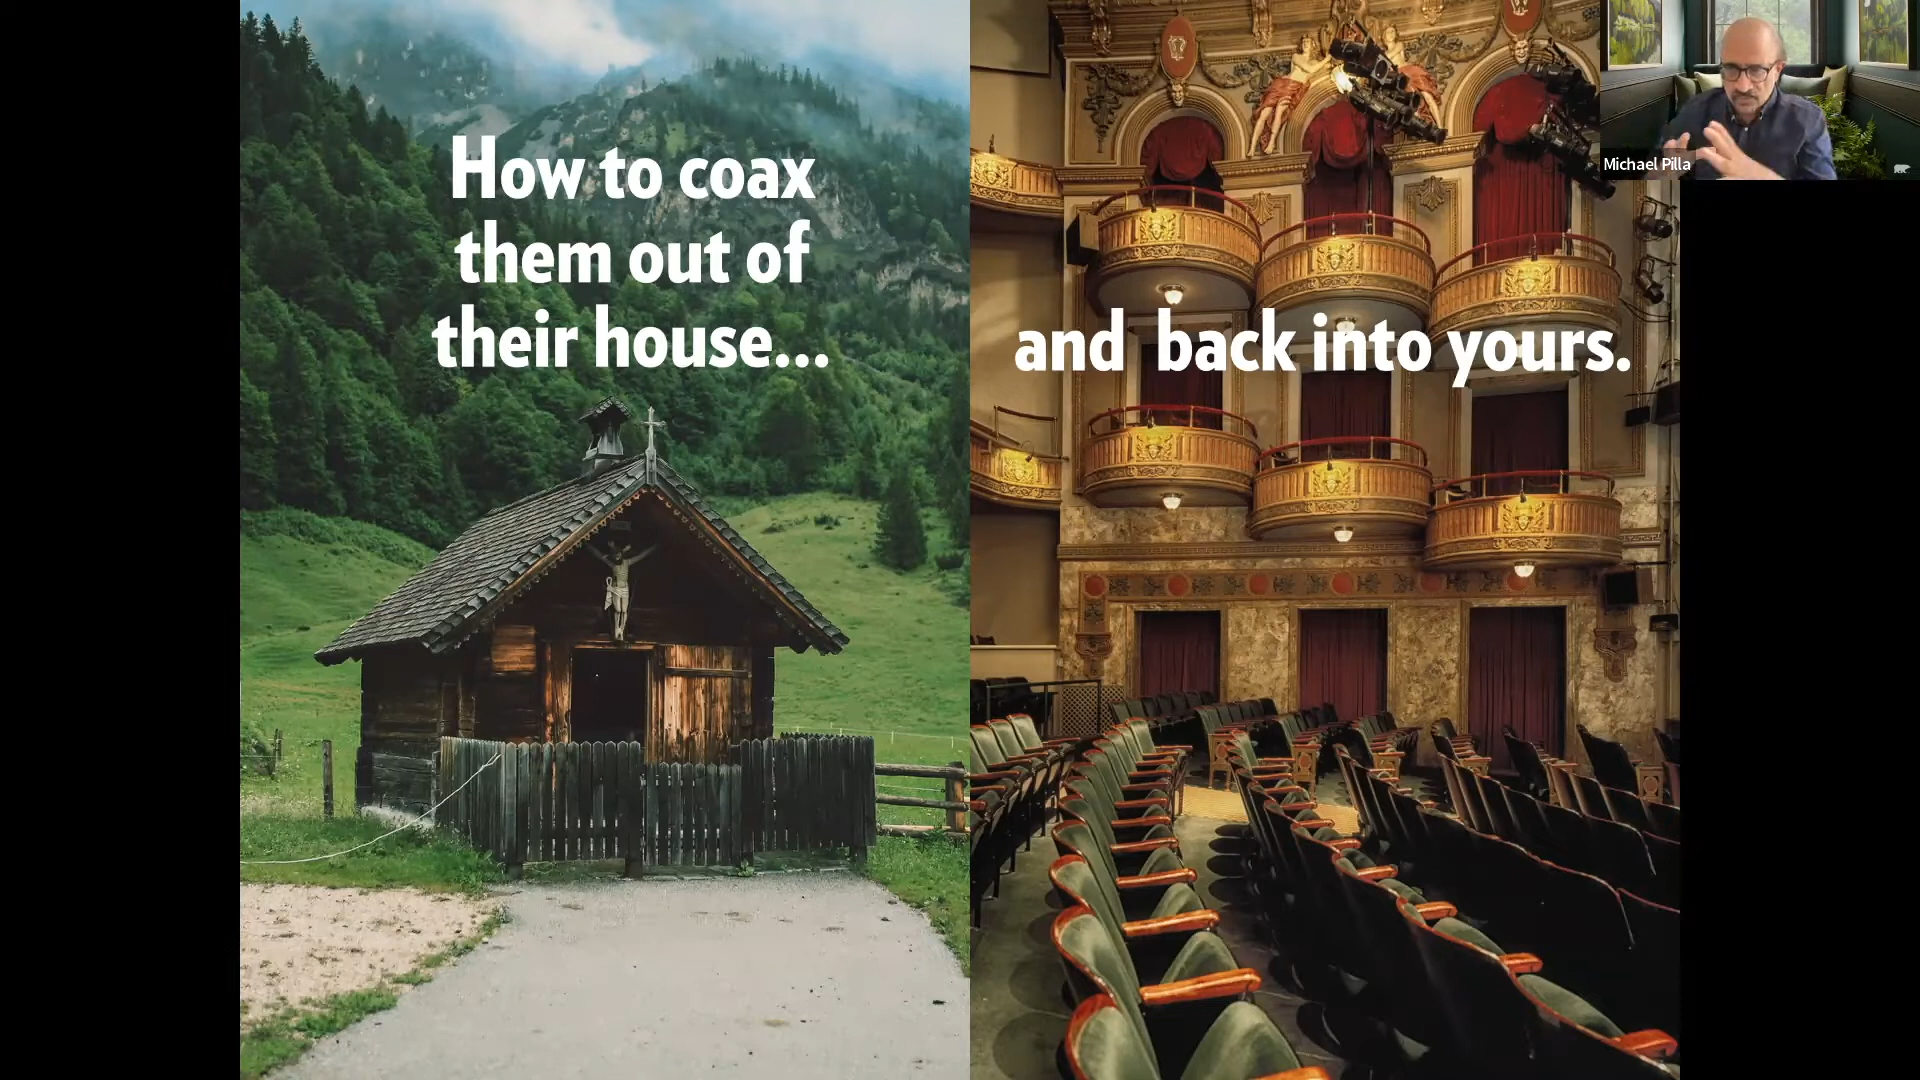 How to coax
them out of
their house...
and back into yours.
Michael Pilla